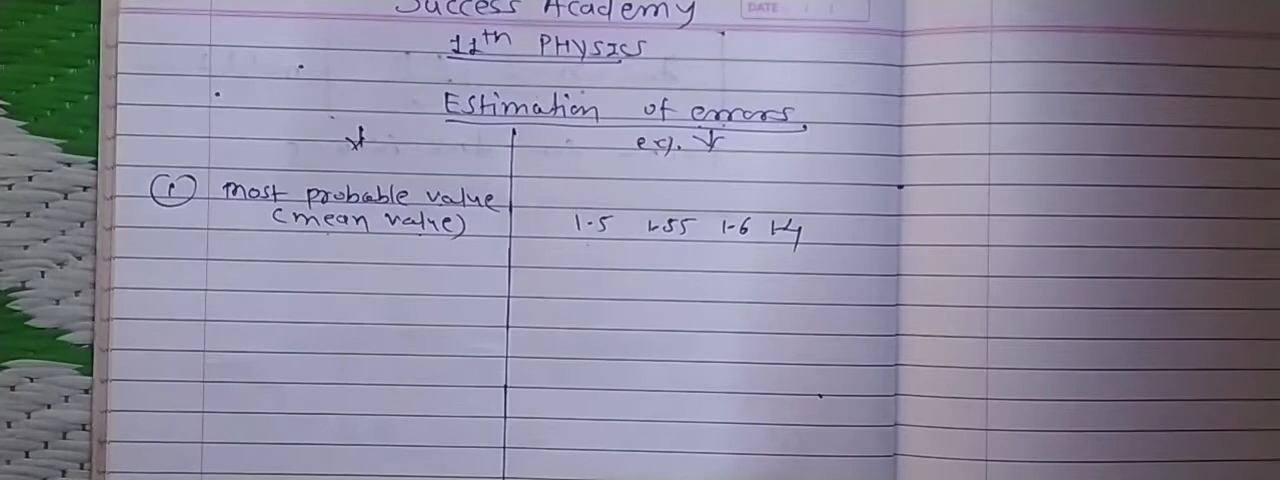 Success Academy
DATE
11th PHYSICS
Estimation of errors.
ex.
① most probable value
(mean value)
1.5 1.55 1.6 1.4